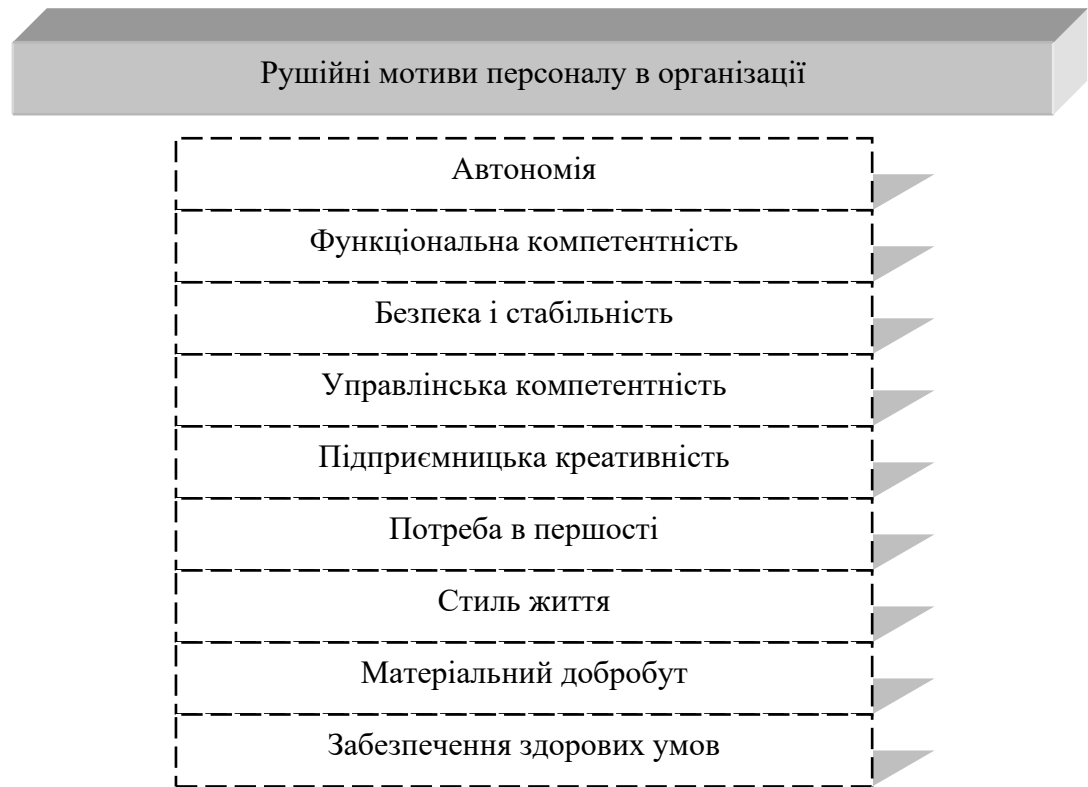 Рушійні мотиви персоналу в організації
Автономія
Функціональна компетентність
Безпека і стабільність
Управлінська компетентність
Підприємницька креативність
Потреба в першості
Стиль життя
Матеріальний добробут
Забезпечення здорових умов